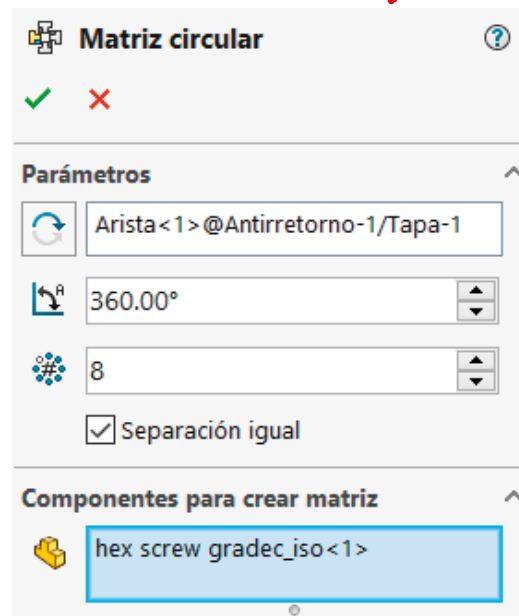 Matriz circular
Parámetros
Arista<1>@Antirretorno-1/Tapa-1
360.00°
8
Separación igual
Componentes para crear matriz
hex screw gradec_iso<1>